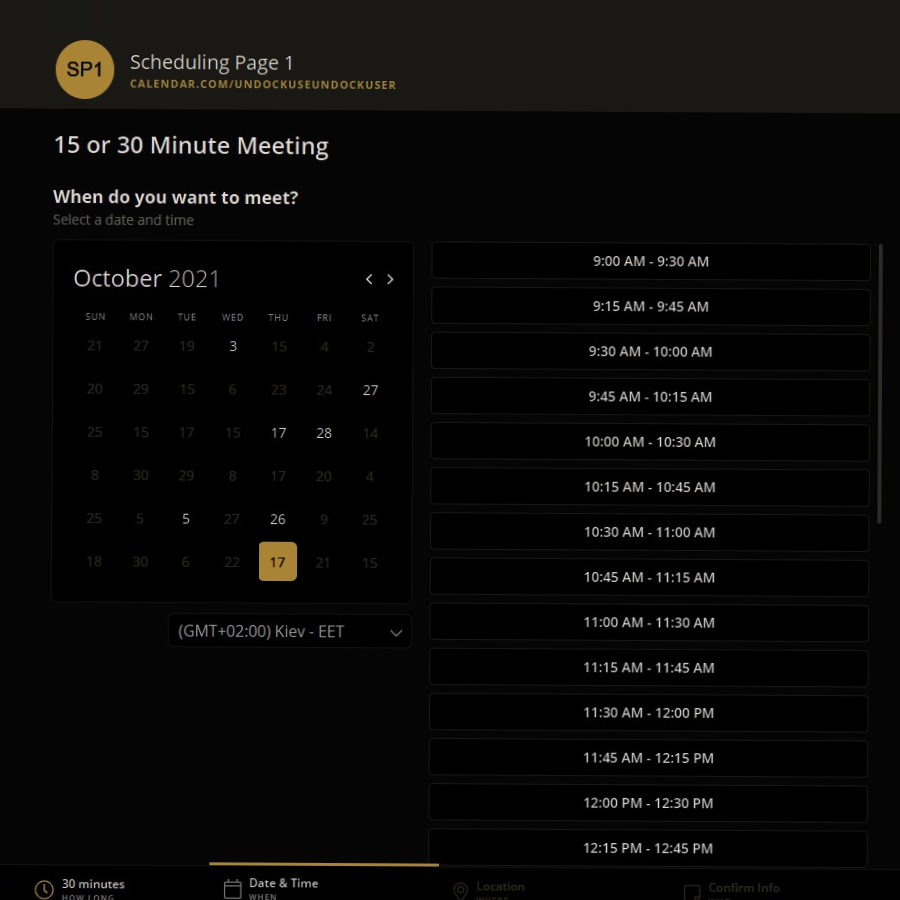 SP1
Scheduling Page 1
CALENDAR.COM/UNDOCKUSEUNDOCKUSER
15 or 30 Minute Meeting
When do you want to meet?
Select a date and time
October 2021
SUN MON TUE WED THU FRI SAT
21 27 19 3 15 4 2
20 29 15 6 23 24 27
25 15 17 15 17 28 14
8 30 29 8 17 20 4
25 5 5 27 26 9 25
18 30 6 22 17 21 15
(GMT+02:00) Kiev - EET
9:00 AM - 9:30 AM
9:15 AM - 9:45 AM
9:30 AM - 10:00 AM
9:45 AM - 10:15 AM
10:00 AM - 10:30 AM
10:15 AM - 10:45 AM
10:30 AM - 11:00 AM
10:45 AM - 11:15 AM
11:00 AM - 11:30 AM
11:15 AM - 11:45 AM
11:30 AM - 12:00 PM
11:45 AM - 12:15 PM
12:00 PM - 12:30 PM
12:15 PM - 12:45 PM
30 minutes
HOW LONG
Date & Time
WHEN
Location
Confirm Info